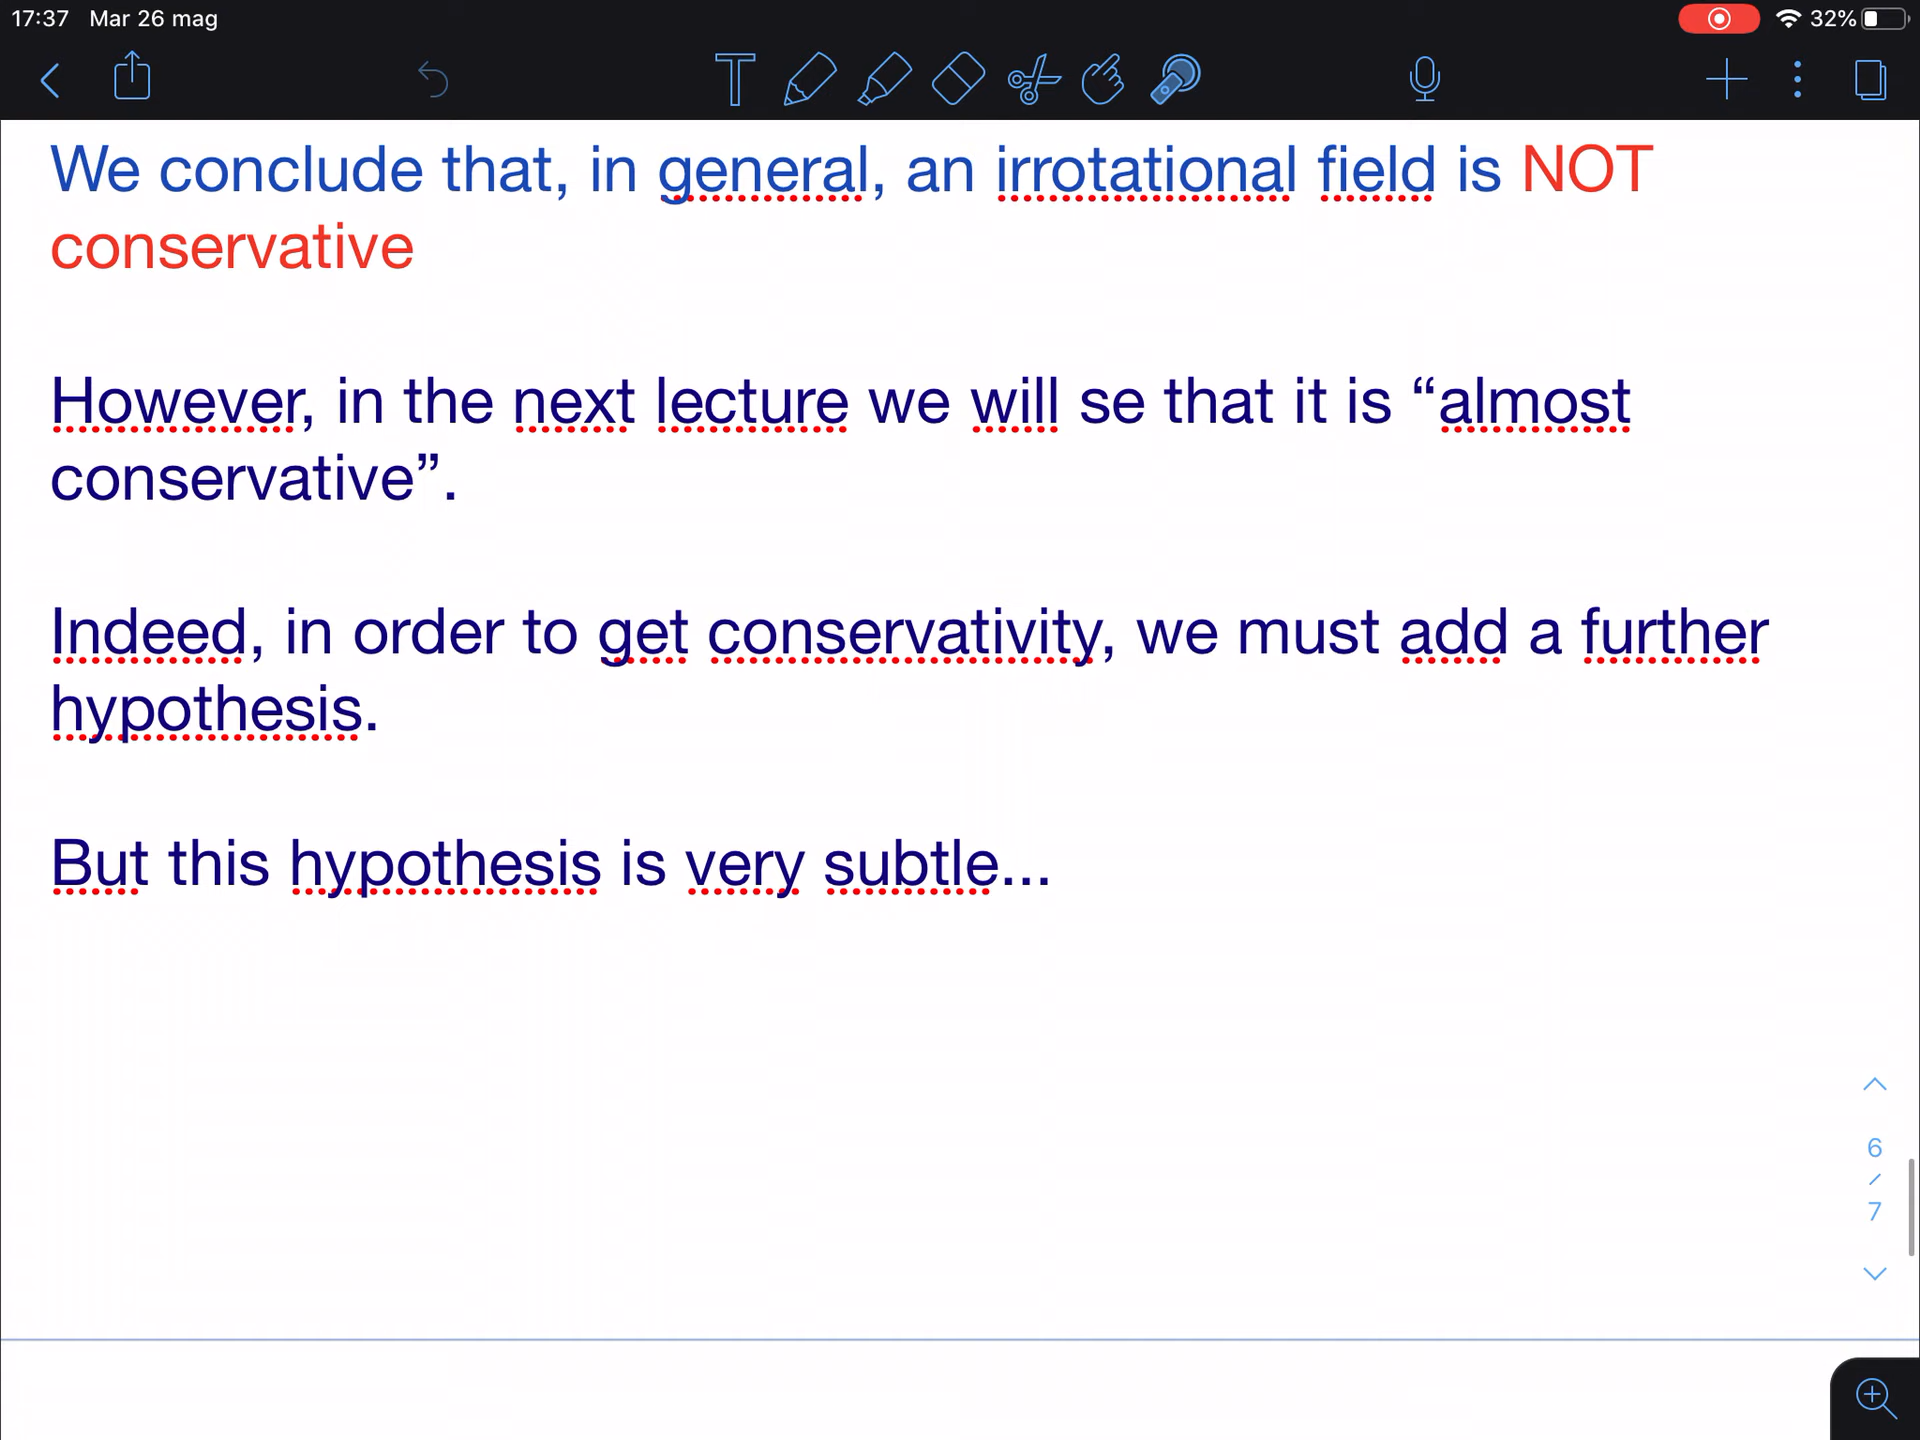 17:37 Mar 26 mag 32%
T
We conclude that, in general, an irrotational field is NOT
conservative
However, in the next lecture we will se that it is “almost
conservative”.
Indeed, in order to get conservativity, we must add a further
hypothesis.
But this hypothesis is very subtle...
6
/
7